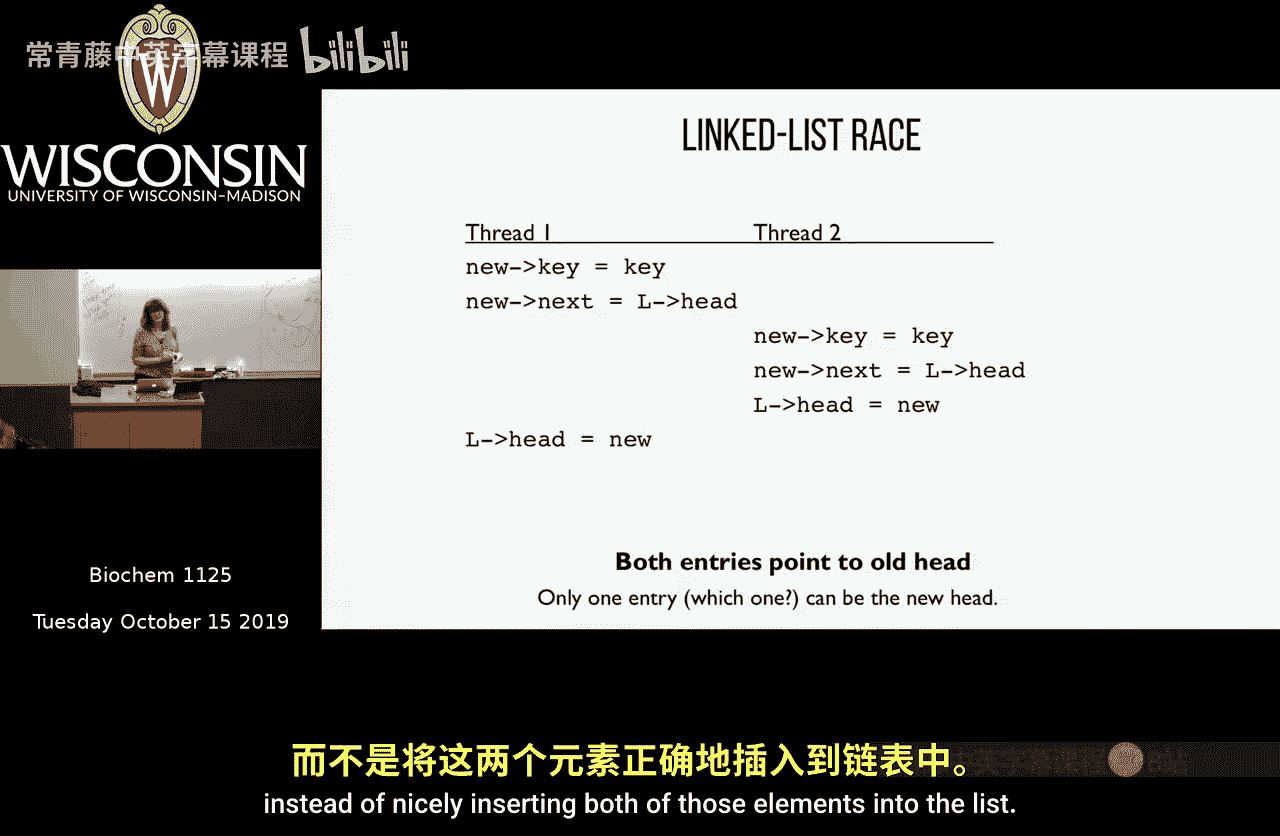 常青藤中英字幕课程 bilibili
W
WISCONSIN
UNIVERSITY OF WISCONSIN-MADISON
LINKED-LIST RACE
Thread 1 Thread 2
new->key = key
new->next = L->head
new->key = key
new->next = L->head
L->head = new
L->head = new
Both entries point to old head
Only one entry (which one?) can be the new head.
Biochem 1125
Tuesday October 15 2019
而不是将这两个元素正确地插入到链表中。
instead of nicely inserting both of those elements into the list.